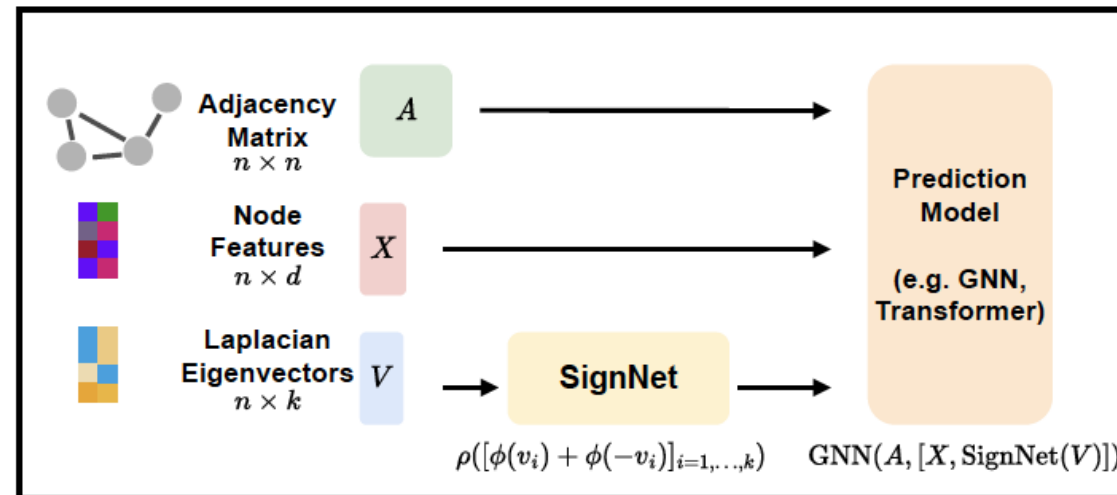 Adjacency
Matrix
n × n
A
Node
Features
n × d
X
Laplacian
Eigenvectors
n × k
V
SignNet
ρ([ϕ(v_i) + ϕ(−v_i)]_{i=1,…,k})
Prediction
Model
(e.g. GNN,
Transformer)
GNN(A, [X, SignNet(V)])